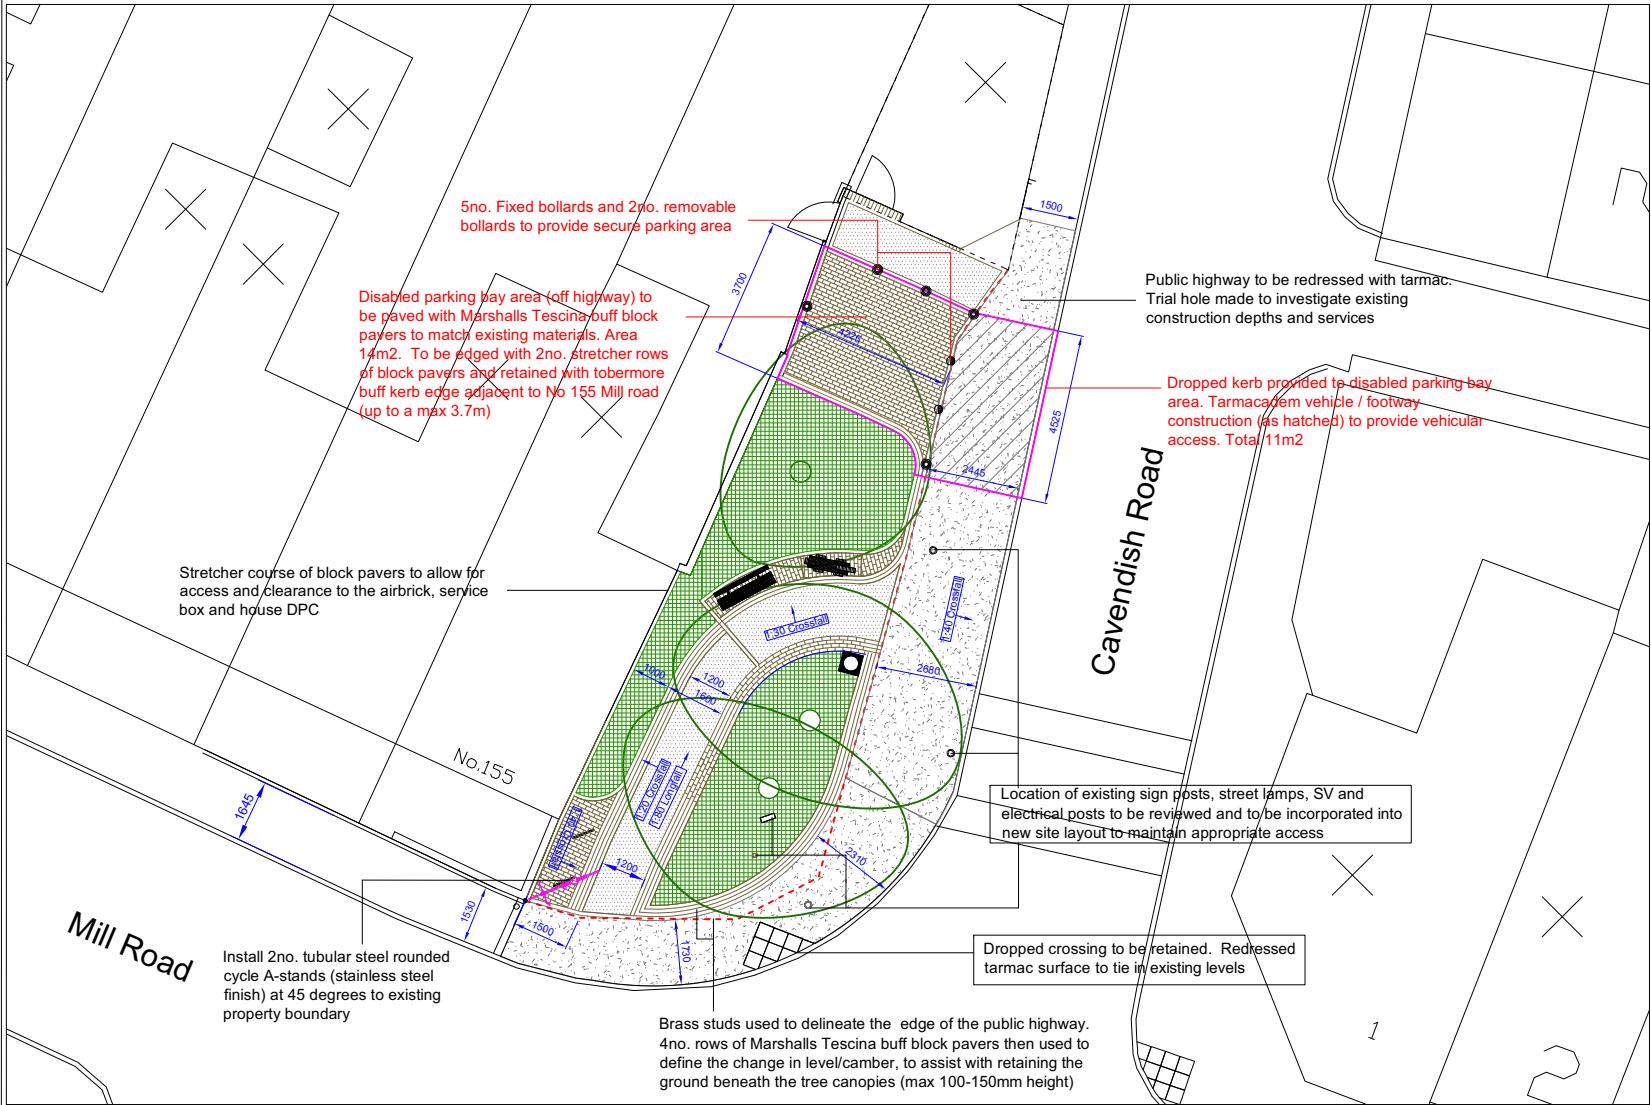 1500
5no. Fixed bollards and 2no. removable
bollards to provide secure parking area
3700
Public highway to be redressed with tarmac.
Trial hole made to investigate existing
construction depths and services
Disabled parking bay area (off highway) to
be paved with Marshalls Tescina buff block
pavers to match existing materials. Area
14m2. To be edged with 2no. stretcher rows
of block pavers and retained with tobermore
buff kerb edge adjacent to No 155 Mill road
(up to a max 3.7m)
4226
4525
Dropped kerb provided to disabled parking bay
area. Tarmacadem vehicle / footway
construction (as hatched) to provide vehicular
access. Total 11m2
2445
Cavendish Road
Stretcher course of block pavers to allow for
access and clearance to the airbrick, service
box and house DPC
1:30 Crossfall
1:40 Crossfall
1000
1200
1600
2680
No.155
1:20 Crossfall
1:80 Longfall
1645
Location of existing sign posts, street lamps, SV and
electrical posts to be reviewed and to be incorporated into
new site layout to maintain appropriate access
2310
1200
1530
1500
1730
Mill Road
Install 2no. tubular steel rounded
cycle A-stands (stainless steel
finish) at 45 degrees to existing
property boundary
Dropped crossing to be retained. Redressed
tarmac surface to tie in existing levels
Brass studs used to delineate the edge of the public highway.
4no. rows of Marshalls Tescina buff block pavers then used to
define the change in level/camber, to assist with retaining the
ground beneath the tree canopies (max 100-150mm height)
1